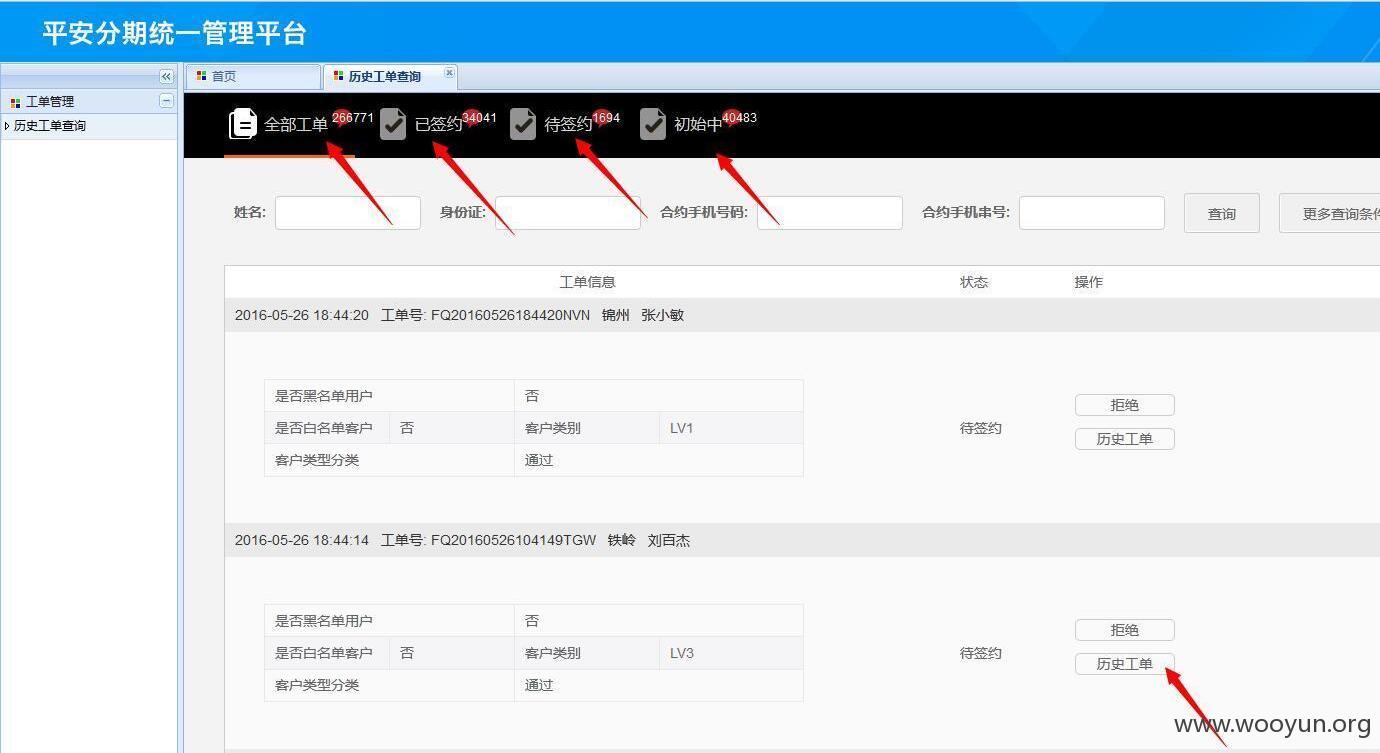 平安分期统一管理平台
首页 历史工单查询
工单管理
历史工单查询
全部工单 266771 已签约 34041 待签约 1694 初始中 40483
姓名: 身份证: 合约手机号码: 合约手机串号: 查询 更多查询条件
工单信息 状态 操作
2016-05-26 18:44:20 工单号: FQ20160526184420NVN 锦州 张小敏
是否黑名单用户 否
拒绝
是否白名单客户 否 客户类别 LV1 待签约
历史工单
客户类型分类 通过
2016-05-26 18:44:14 工单号: FQ20160526104149TGW 铁岭 刘百杰
是否黑名单用户 否
拒绝
是否白名单客户 否 客户类别 LV3 待签约
历史工单
客户类型分类 通过
www.wooyun.org